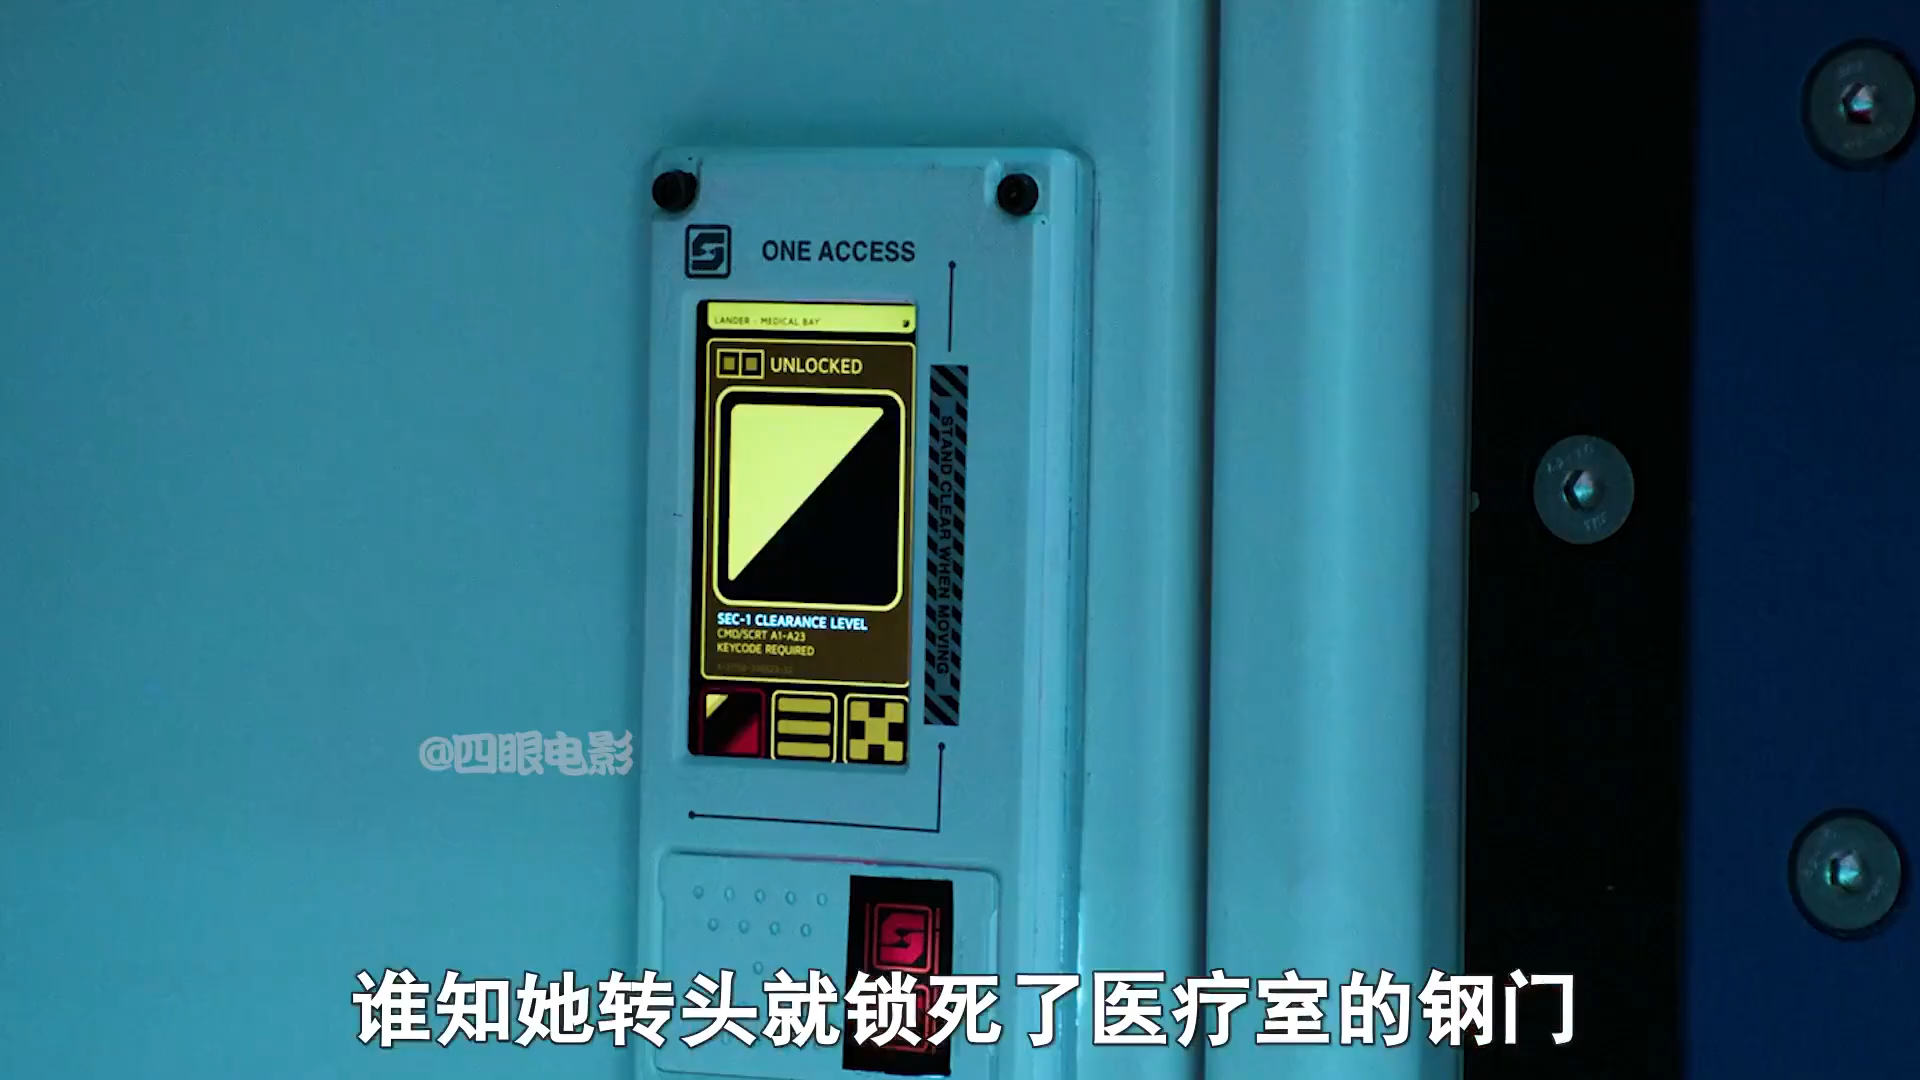 ONE ACCESS
LANDER - MEDICAL BAY
UNLOCKED
STAND CLEAR WHEN MOVING
SEC-1 CLEARANCE LEVEL
CMD/SCRT A1-A23
KEYCODE REQUIRED
@四眼电影
谁知她转头就锁死了医疗室的钢门